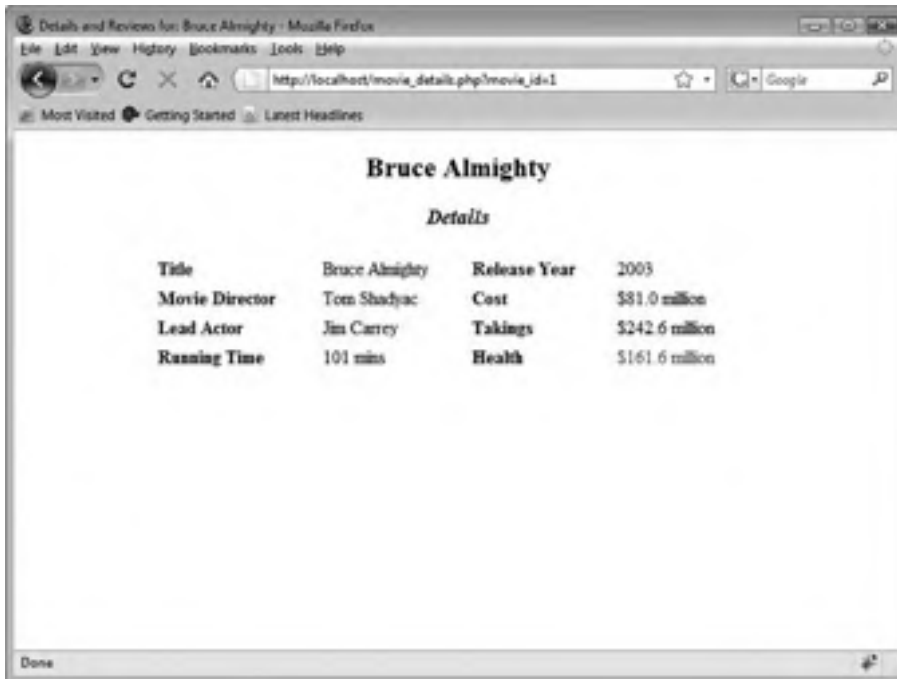 Details and Reviews for: Bruce Almighty - Mozilla Firefox
File Edit View History Bookmarks Tools Help
http://localhost/movie_details.php?movie_id=1
Google
Most Visited Getting Started Latest Headlines
Bruce Almighty
Details
Title Bruce Almighty Release Year 2003
Movie Director Tom Shadyac Cost $81.0 million
Lead Actor Jim Carrey Takings $242.6 million
Running Time 101 mins Health $161.6 million
Done